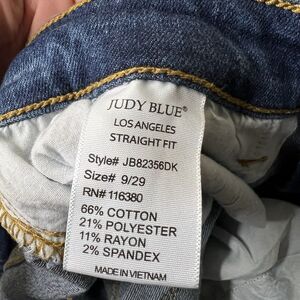 JUDY BLUE®
LOS ANGELES
STRAIGHT FIT
Style# JB82356DK
Size# 9/29
RN# 116380
66% COTTON
21% POLYESTER
11% RAYON
2% SPANDEX
MADE IN VIETNAM